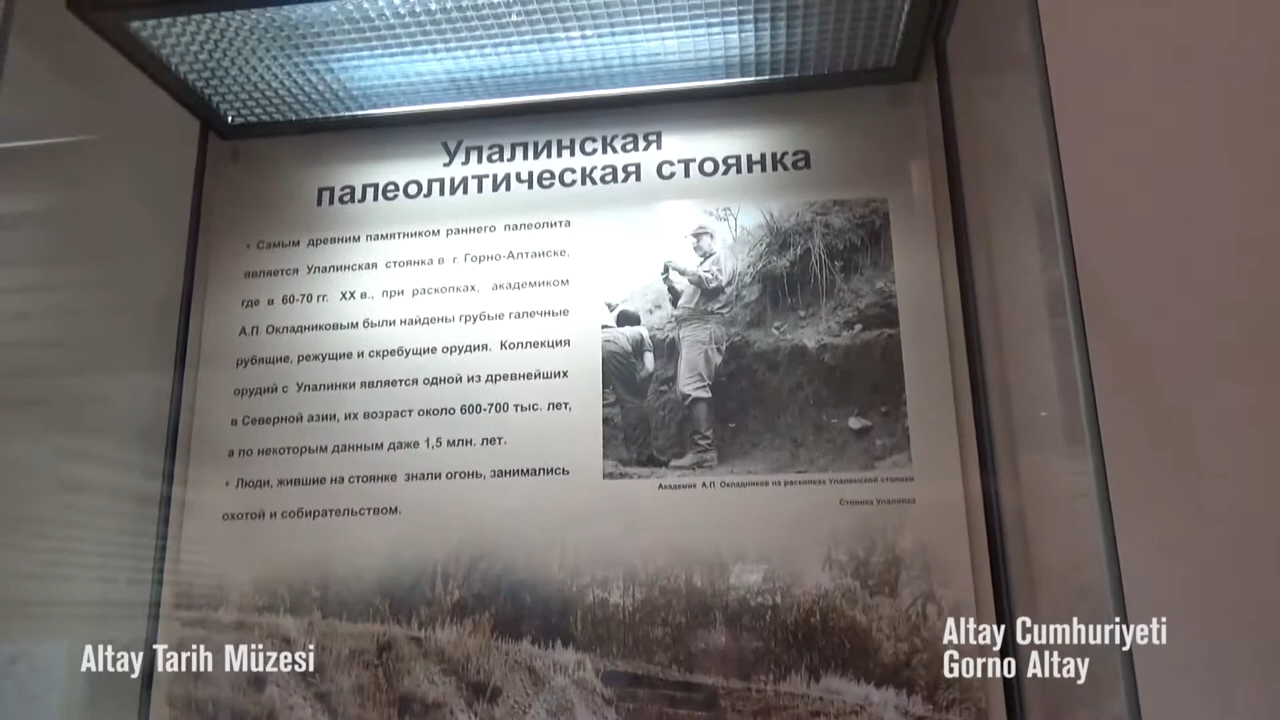 Улалинская
палеолитическая стоянка
• Самым древним памятником раннего палеолита
является Улалинская стоянка в г. Горно-Алтайске,
где в 60-70 гг. XX в., при раскопках, академиком
А.П. Окладниковым были найдены грубые галечные
рубящие, режущие и скребущие орудия. Коллекция
орудий с Улалинки является одной из древнейших
в Северной азии, их возраст около 600-700 тыс. лет,
а по некоторым данным даже 1,5 млн. лет.
• Люди, жившие на стоянке знали огонь, занимались
охотой и собирательством.
Академик А.П. Окладников на раскопках Улалинской стоянки
Стоянка Улалинка
Altay Tarih Müzesi
Altay Cumhuriyeti
Gorno Altay